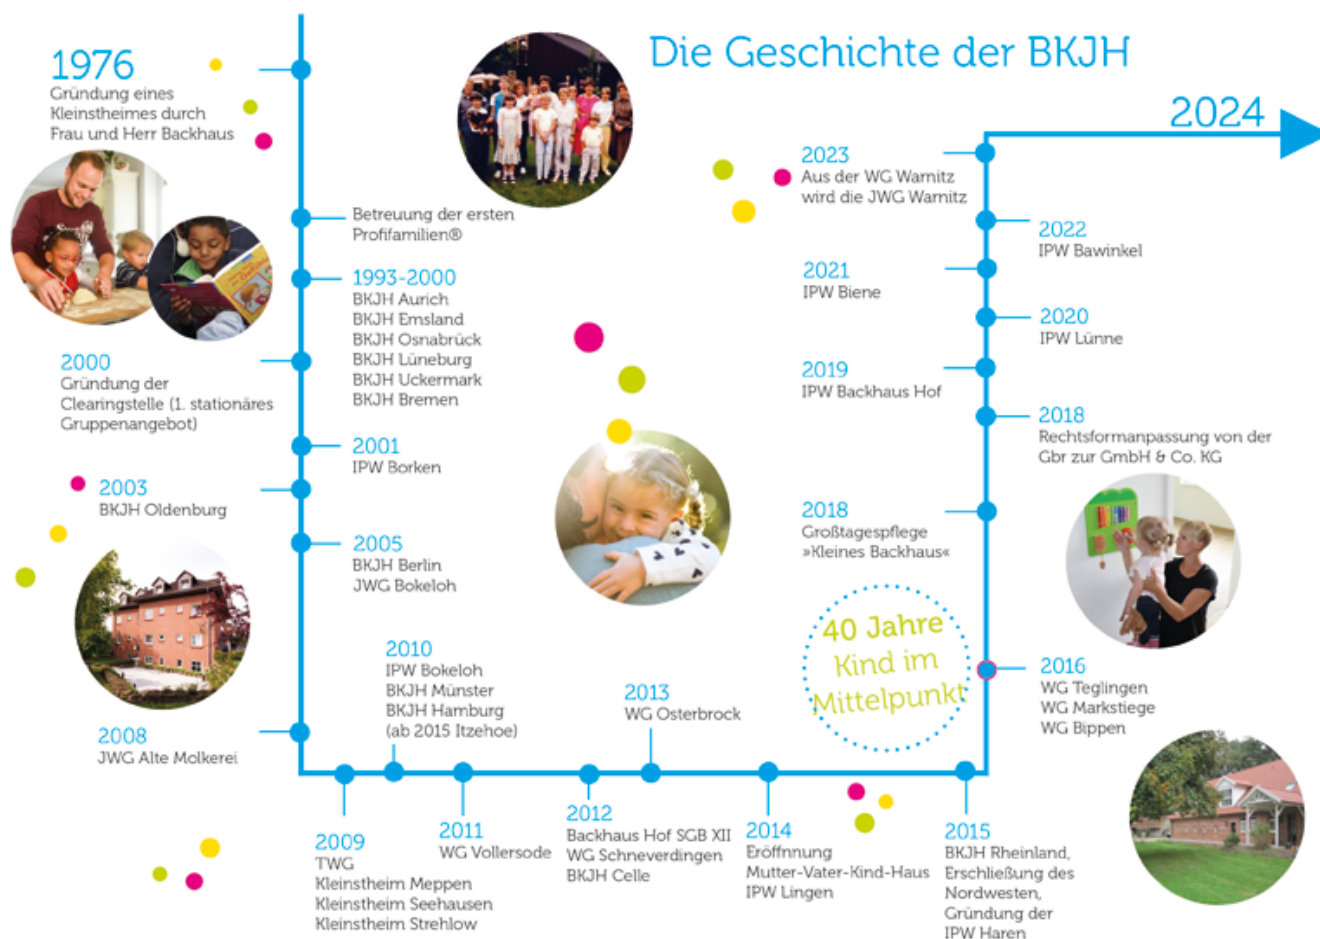 Die Geschichte der BKJH
1976
Gründung eines
Kleinstheimes durch
Frau und Herr Backhaus
Betreuung der ersten
Profifamilien®
1993-2000
BKJH Aurich
BKJH Emsland
BKJH Osnabrück
BKJH Lüneburg
BKJH Uckermark
BKJH Bremen
2000
Gründung der
Clearingstelle (1. stationäres
Gruppenangebot)
2001
IPW Borken
2003
BKJH Oldenburg
2005
BKJH Berlin
JWG Bokeloh
2008
JWG Alte Molkerei
2009
TWG
Kleinstheim Meppen
Kleinstheim Seehausen
Kleinstheim Strehlow
2010
IPW Bokeloh
BKJH Münster
BKJH Hamburg
(ab 2015 Itzehoe)
2011
WG Vollersode
2012
Backhaus Hof SGB XII
WG Schneverdingen
BKJH Celle
2013
WG Osterbrock
2014
Eröffnnung
Mutter-Vater-Kind-Haus
IPW Lingen
2015
BKJH Rheinland,
Erschließung des
Nordwesten,
Gründung der
IPW Haren
2016
WG Teglingen
WG Markstiege
WG Bippen
40 Jahre
Kind im
Mittelpunkt
2018
Großtagespflege
»Kleines Backhaus«
2018
Rechtsformanpassung von der
Gbr zur GmbH & Co. KG
2019
IPW Backhaus Hof
2020
IPW Lünne
2021
IPW Biene
2022
IPW Bawinkel
2023
Aus der WG Warnitz
wird die JWG Warnitz
2024